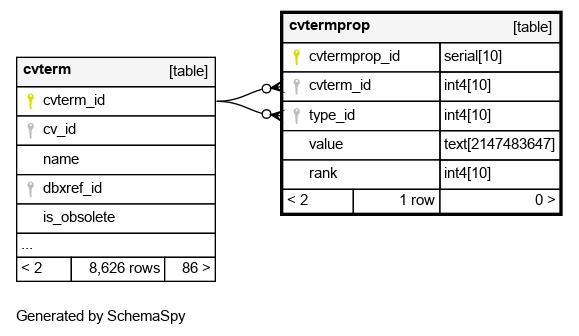 cvtermprop [table]
cvtermprop_id serial[10]
cvterm_id int4[10]
type_id int4[10]
value text[2147483647]
rank int4[10]
< 2 1 row 0 >
cvterm [table]
cvterm_id
cv_id
name
dbxref_id
is_obsolete
...
< 2 8,626 rows 86 >
Generated by SchemaSpy